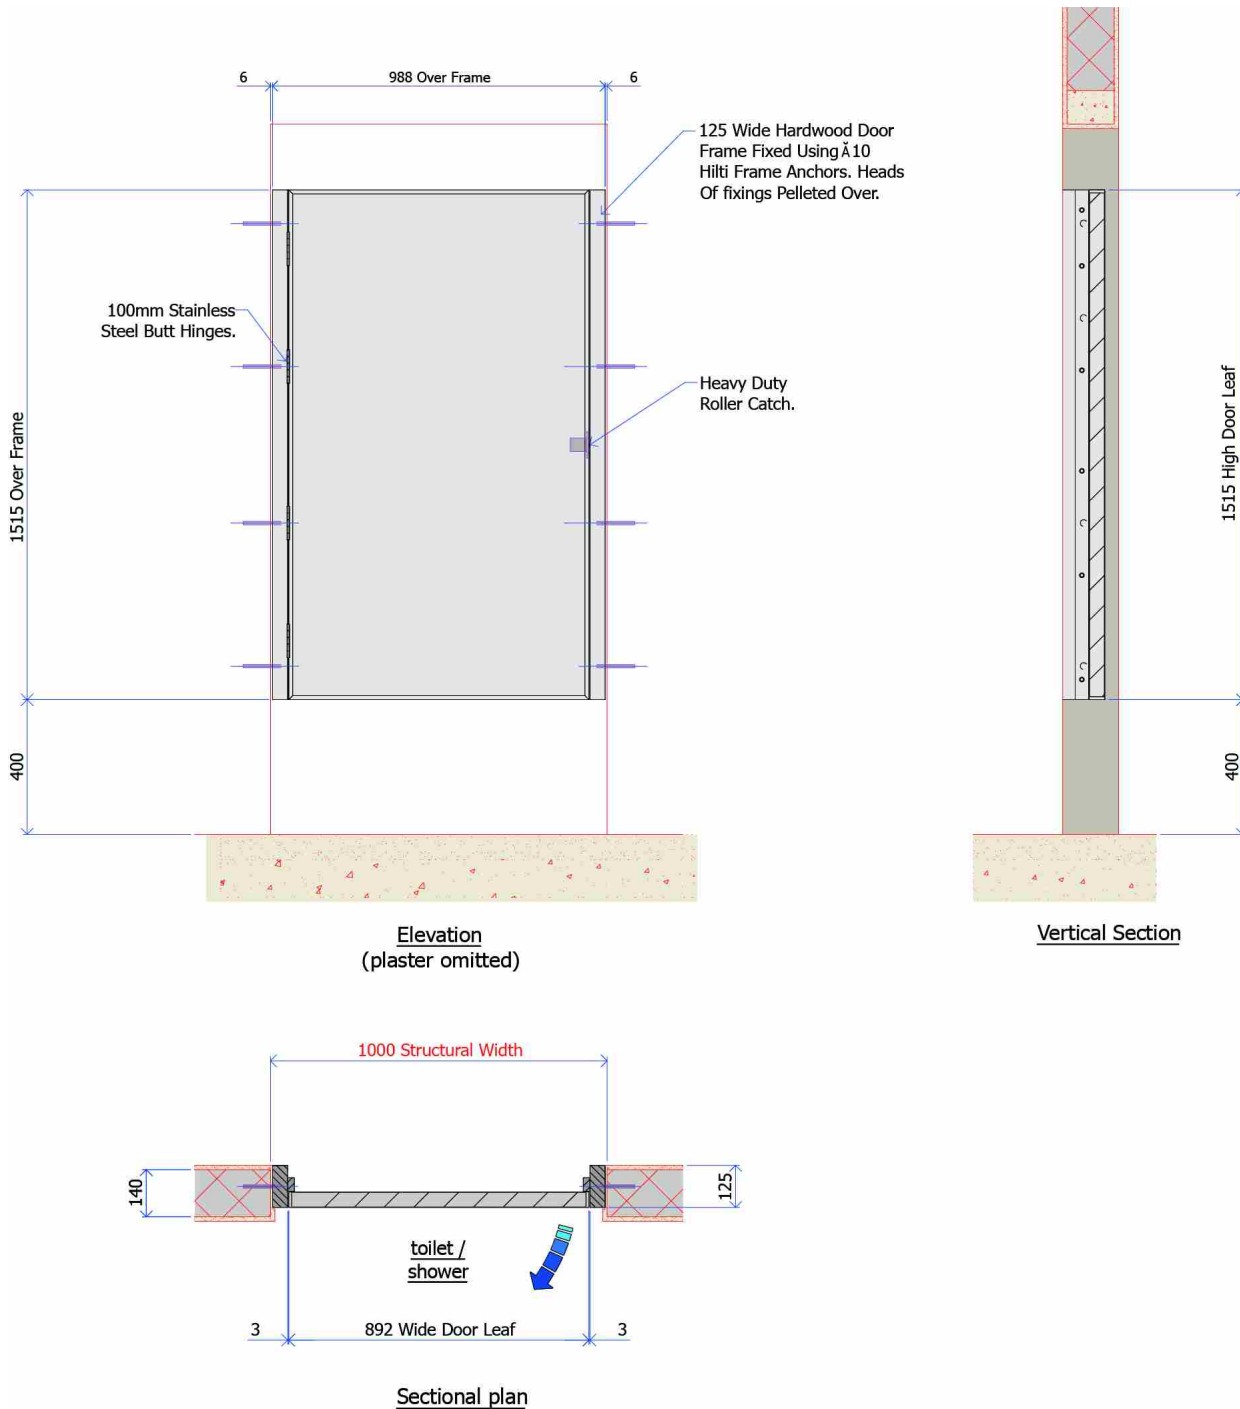 6
988 Over Frame
6
125 Wide Hardwood Door
Frame Fixed Using Ă10
Hilti Frame Anchors. Heads
Of fixings Pelleted Over.
100mm Stainless
Steel Butt Hinges.
Heavy Duty
Roller Catch.
1515 Over Frame
400
1515 High Door Leaf
400
Elevation
(plaster omitted)
Vertical Section
1000 Structural Width
140
125
toilet /
shower
3
892 Wide Door Leaf
3
Sectional plan